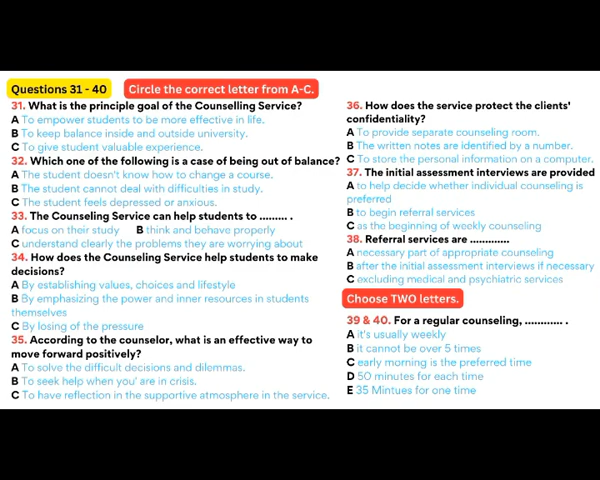 Questions 31 - 40
Circle the correct letter from A-C.
31. What is the principle goal of the Counselling Service?
A To empower students to be more effective in life.
B To keep balance inside and outside university.
C To give student valuable experience.
32. Which one of the following is a case of being out of balance?
A The student doesn't know how to change a course.
B The student cannot deal with difficulties in study.
C The student feels depressed or anxious.
33. The Counseling Service can help students to ......... .
A focus on their study B think and behave properly
C understand clearly the problems they are worrying about
34. How does the Counseling Service help students to make
decisions?
A By establishing values, choices and lifestyle
B By emphasizing the power and inner resources in students
themselves
C By losing of the pressure
35. According to the counselor, what is an effective way to
move forward positively?
A To solve the difficult decisions and dilemmas.
B To seek help when you' are in crisis.
C To have reflection in the supportive atmosphere in the service.
36. How does the service protect the clients'
confidentiality?
A To provide separate counseling room.
B The written notes are identified by a number.
C To store the personal information on a computer.
37. The initial assessment interviews are provided
A to help decide whether individual counseling is
preferred
B to begin referral services
C as the beginning of weekly counseling
38. Referral services are .............
A necessary part of appropriate counseling
B after the initial assessment interviews if necessary
C excluding medical and psychiatric services
Choose TWO letters.
39 & 40. For a regular counseling, ............ .
A it's usually weekly
B it cannot be over 5 times
C early morning is the preferred time
D 50 minutes for each time
E 35 Mintues for one time